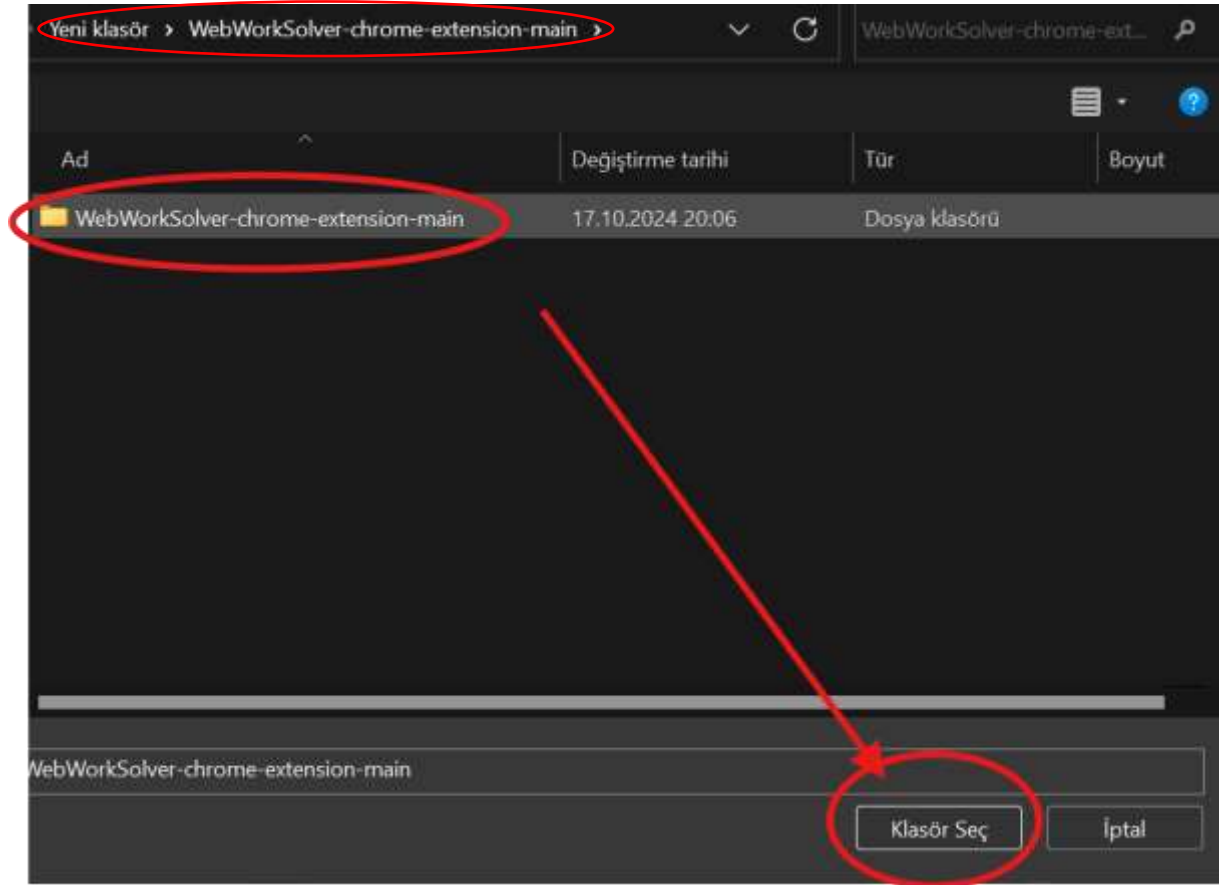 Yeni klasör > WebWorkSolver-chrome-extension-main >
WebWorkSolver-chrome-ext...
Ad Değiştirme tarihi Tür Boyut
WebWorkSolver-chrome-extension-main 17.10.2024 20:06 Dosya klasörü
WebWorkSolver-chrome-extension-main
Klasör Seç İptal